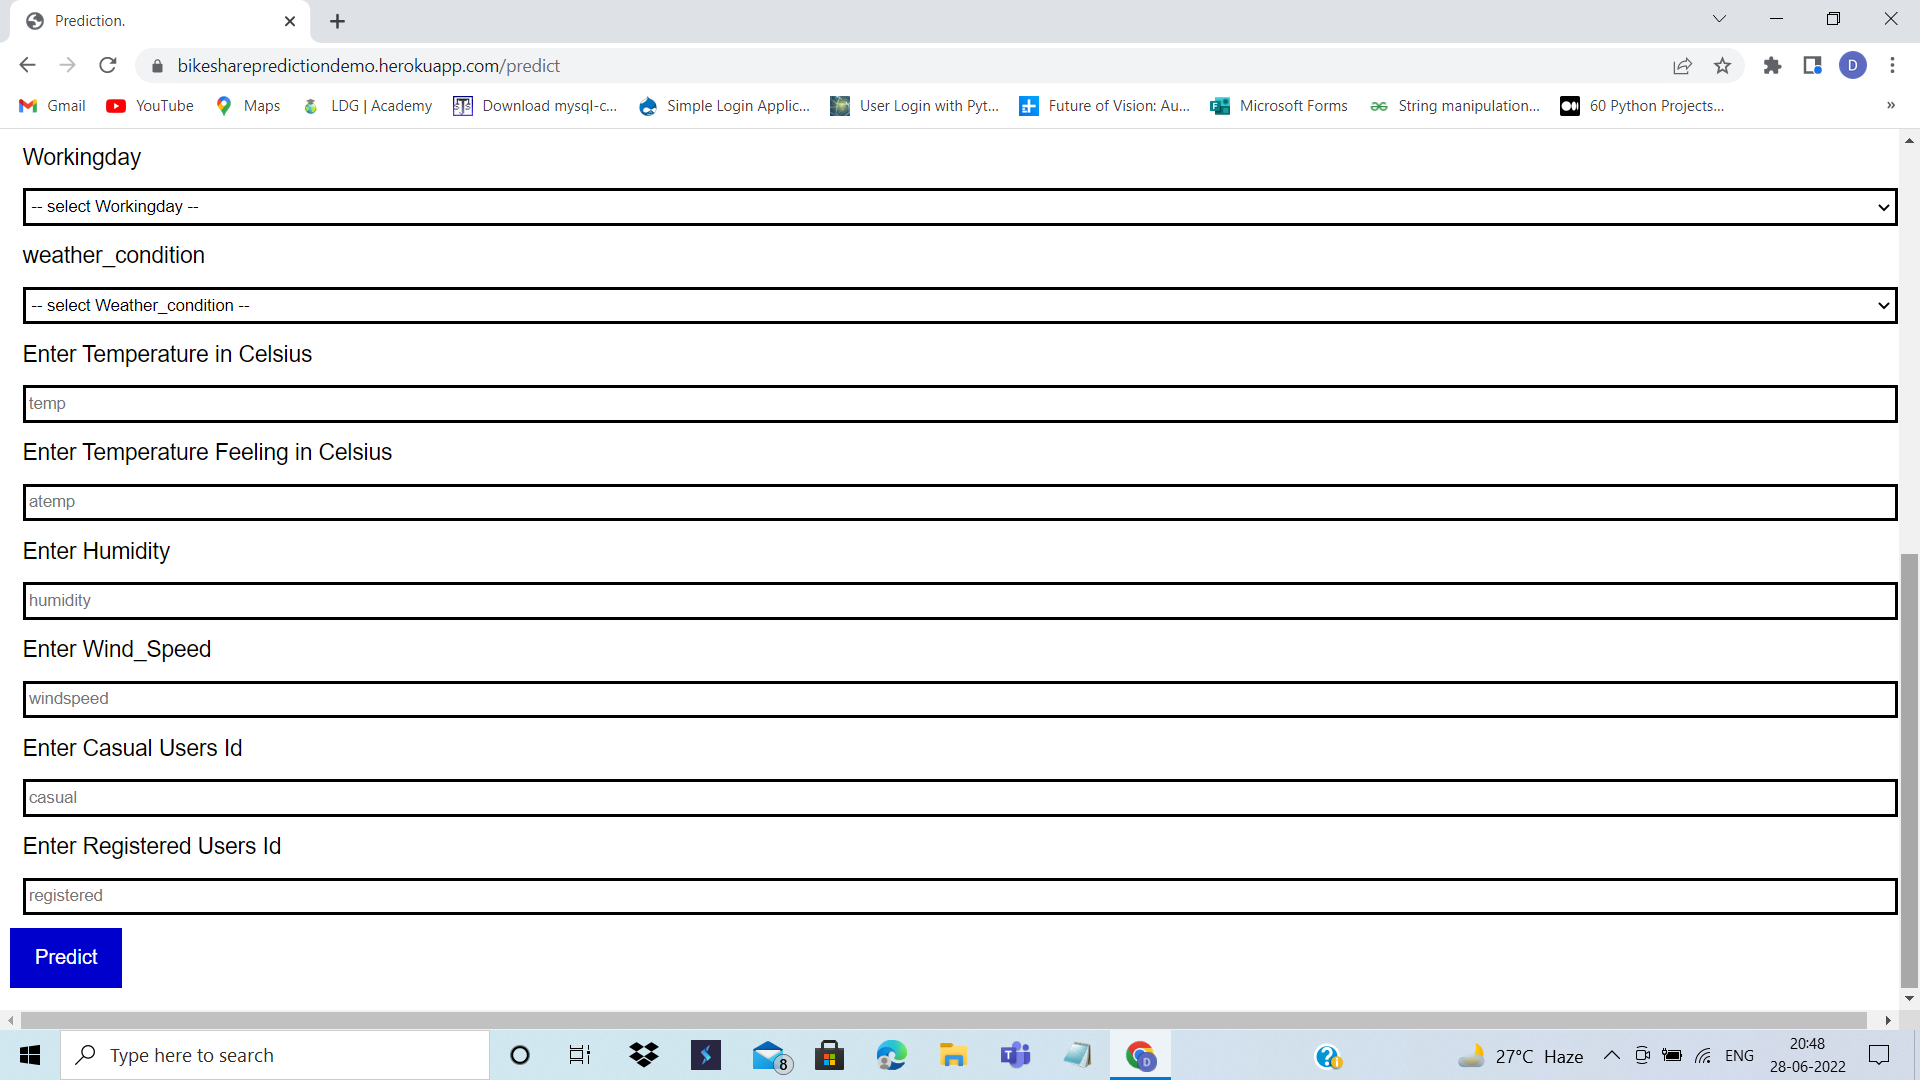 Prediction.
bikesharepredictiondemo.herokuapp.com/predict
D
Gmail YouTube Maps LDG | Academy Download mysql-c... Simple Login Applic... User Login with Pyt... Future of Vision: Au... Microsoft Forms String manipulation... 60 Python Projects... »
Workingday
-- select Workingday --
weather_condition
-- select Weather_condition --
Enter Temperature in Celsius
temp
Enter Temperature Feeling in Celsius
atemp
Enter Humidity
humidity
Enter Wind_Speed
windspeed
Enter Casual Users Id
casual
Enter Registered Users Id
registered
Predict
Type here to search
8
D
27°C Haze
ENG
20:48
28-06-2022